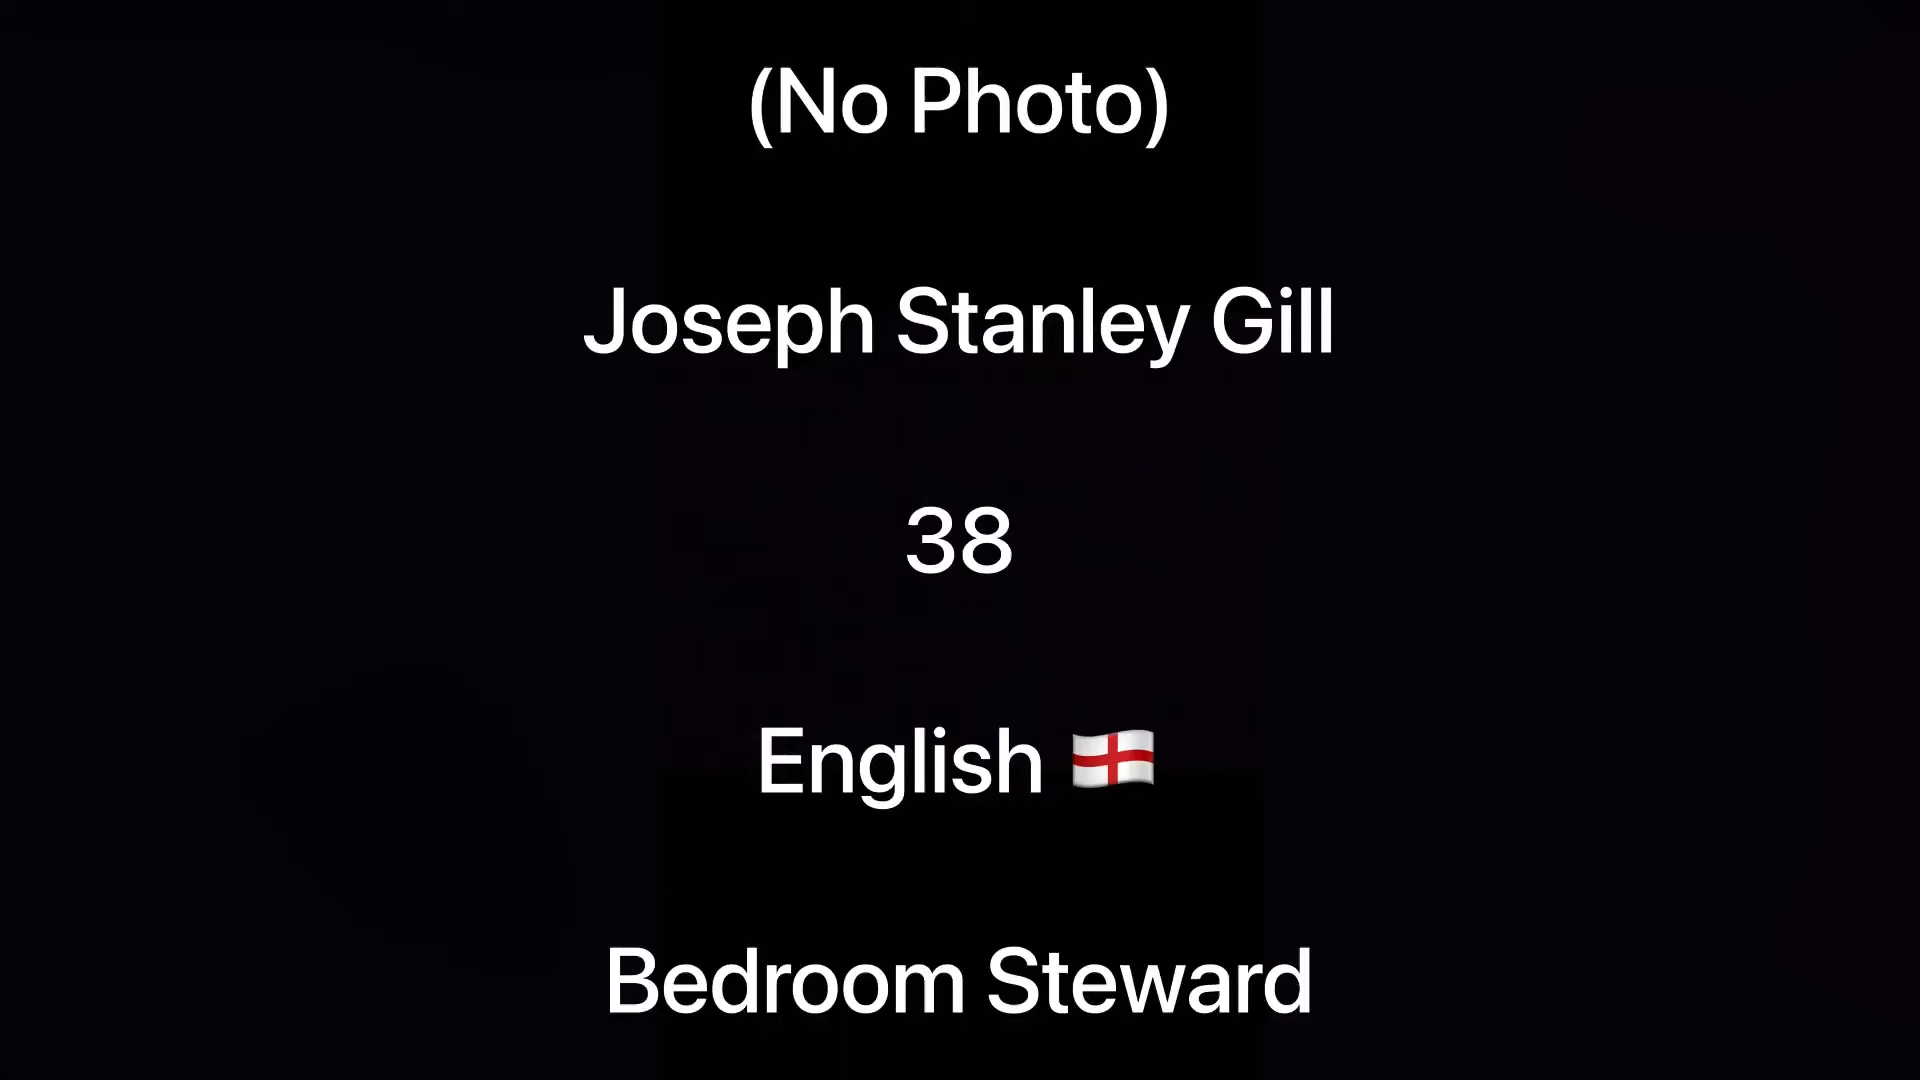 (No Photo)
Joseph Stanley Gill
38
English 🏴󠁧󠁢󠁥󠁮󠁧󠁿
Bedroom Steward